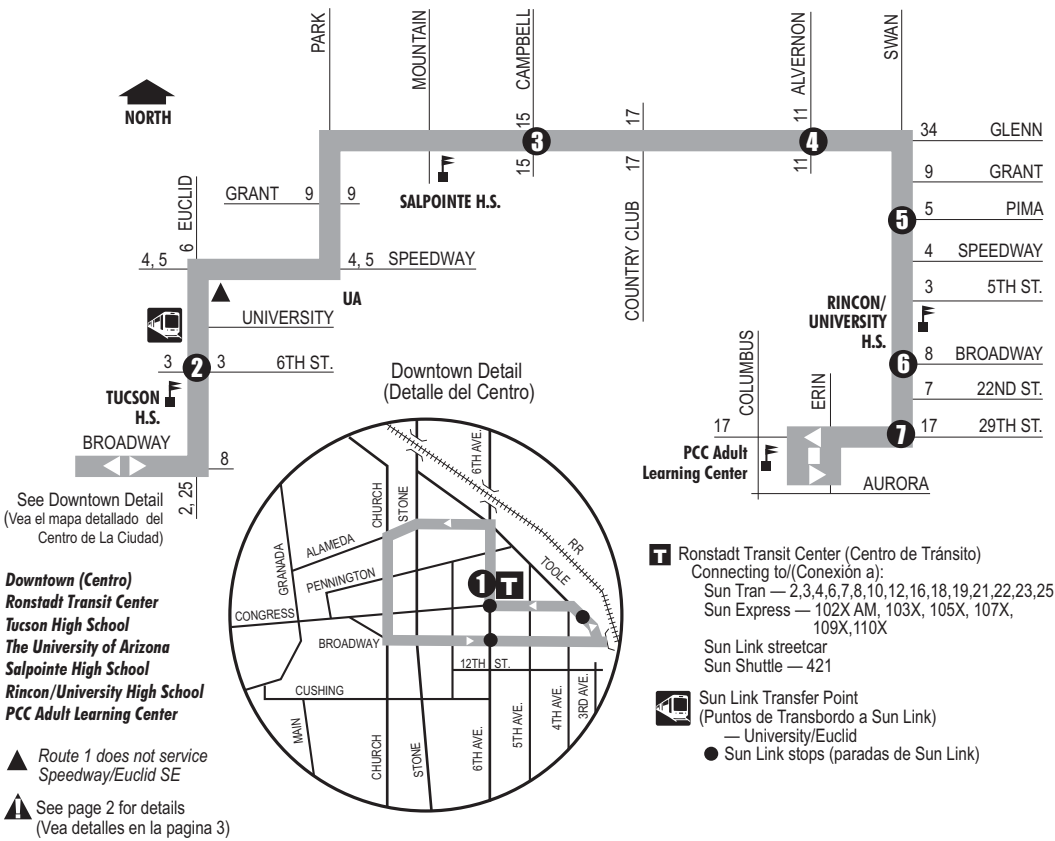 PARK
MOUNTAIN
CAMPBELL
ALVERNON
SWAN
NORTH
15
17
11
34 GLENN
3
4
15
17
11
9 GRANT
EUCLID
GRANT 9
9
SALPOINTE H.S.
COUNTRY CLUB
5
5 PIMA
6
4, 5
4, 5 SPEEDWAY
4 SPEEDWAY
UA
3 5TH ST.
RINCON/
UNIVERSITY
H.S.
UNIVERSITY
3
2
3 6TH ST.
6
8 BROADWAY
TUCSON
H.S.
COLUMBUS
ERIN
7 22ND ST.
17
7
17 29TH ST.
BROADWAY
8
2, 25
PCC Adult
Learning Center
AURORA
See Downtown Detail
(Vea el mapa detallado del
Centro de La Ciudad)
Downtown Detail
(Detalle del Centro)
6TH AVE.
CHURCH
STONE
RR
GRANADA
ALAMEDA
TOOLE
PENNINGTON
1
T
CONGRESS
BROADWAY
12TH ST.
CUSHING
MAIN
CHURCH
STONE
6TH AVE.
5TH AVE.
4TH AVE.
3RD AVE.
Downtown (Centro)
Ronstadt Transit Center
Tucson High School
The University of Arizona
Salpointe High School
Rincon/University High School
PCC Adult Learning Center
Route 1 does not service
Speedway/Euclid SE
See page 2 for details
(Vea detalles en la pagina 3)
T Ronstadt Transit Center (Centro de Tránsito)
Connecting to/(Conexión a):
Sun Tran — 2,3,4,6,7,8,10,12,16,18,19,21,22,23,25
Sun Express — 102X AM, 103X, 105X, 107X,
109X,110X
Sun Link streetcar
Sun Shuttle — 421
Sun Link Transfer Point
(Puntos de Transbordo a Sun Link)
— University/Euclid
Sun Link stops (paradas de Sun Link)